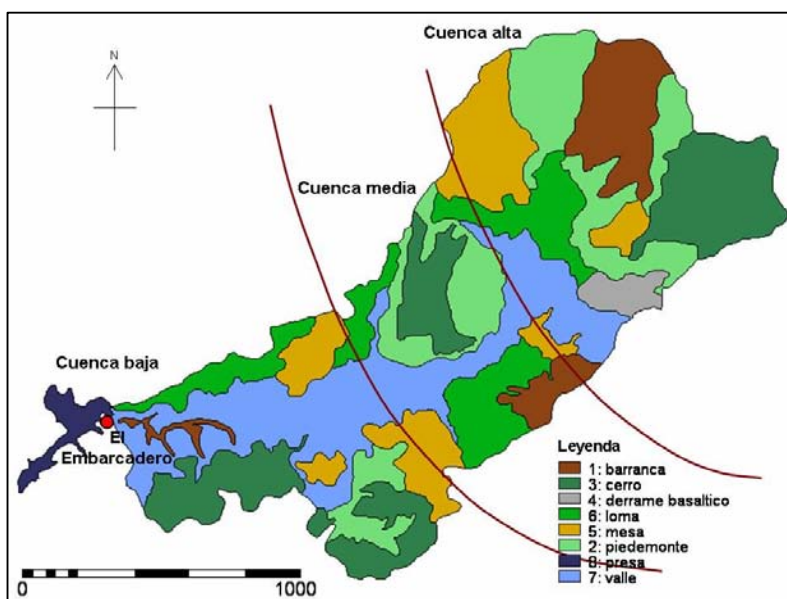 Cuenca alta
N
Cuenca media
Cuenca baja
El
Embarcadero
Leyenda
1: barranca
3: cerro
4: derrame basaltico
6: loma
5: mesa
2: piedemonte
8: presa
7: valle
0 1000